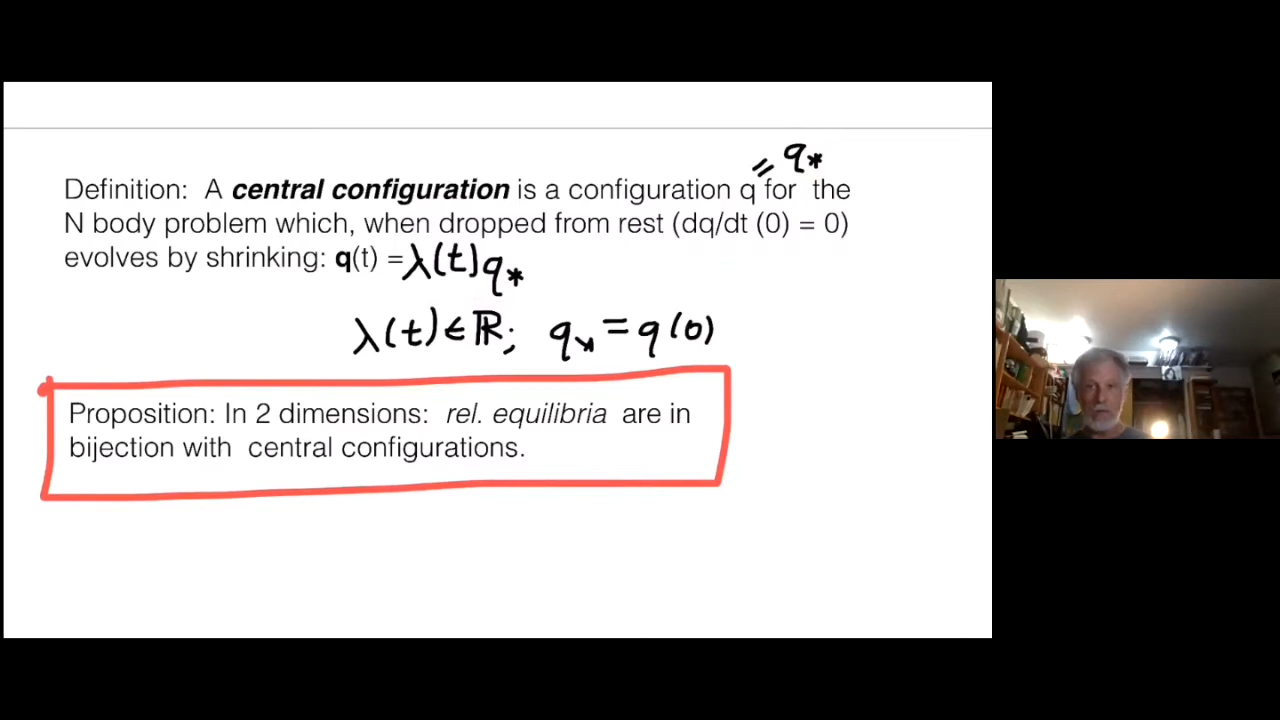 = q*
Definition: A central configuration is a configuration q for the
N body problem which, when dropped from rest (dq/dt (0) = 0)
evolves by shrinking: q(t) = λ(t)q*
λ(t) ∈ ℝ; q* = q(0)
Proposition: In 2 dimensions: rel. equilibria are in
bijection with central configurations.